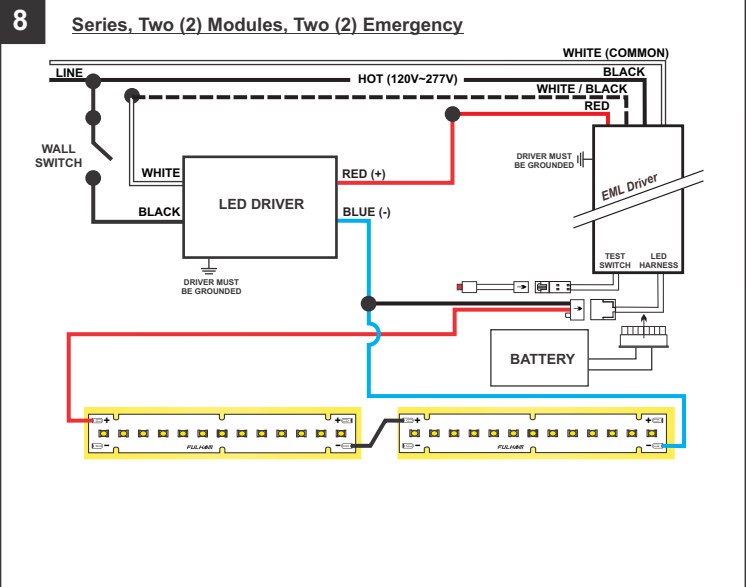 8
Series, Two (2) Modules, Two (2) Emergency
WHITE (COMMON)
LINE
HOT (120V~277V)
BLACK
WHITE / BLACK
RED
WALL
SWITCH
WHITE
BLACK
LED DRIVER
RED (+)
BLUE (-)
DRIVER MUST
BE GROUNDED
DRIVER MUST
BE GROUNDED
EML Driver
TEST
SWITCH
LED
HARNESS
BATTERY
+ +
- -
FULHAM
+ +
- -
FULHAM